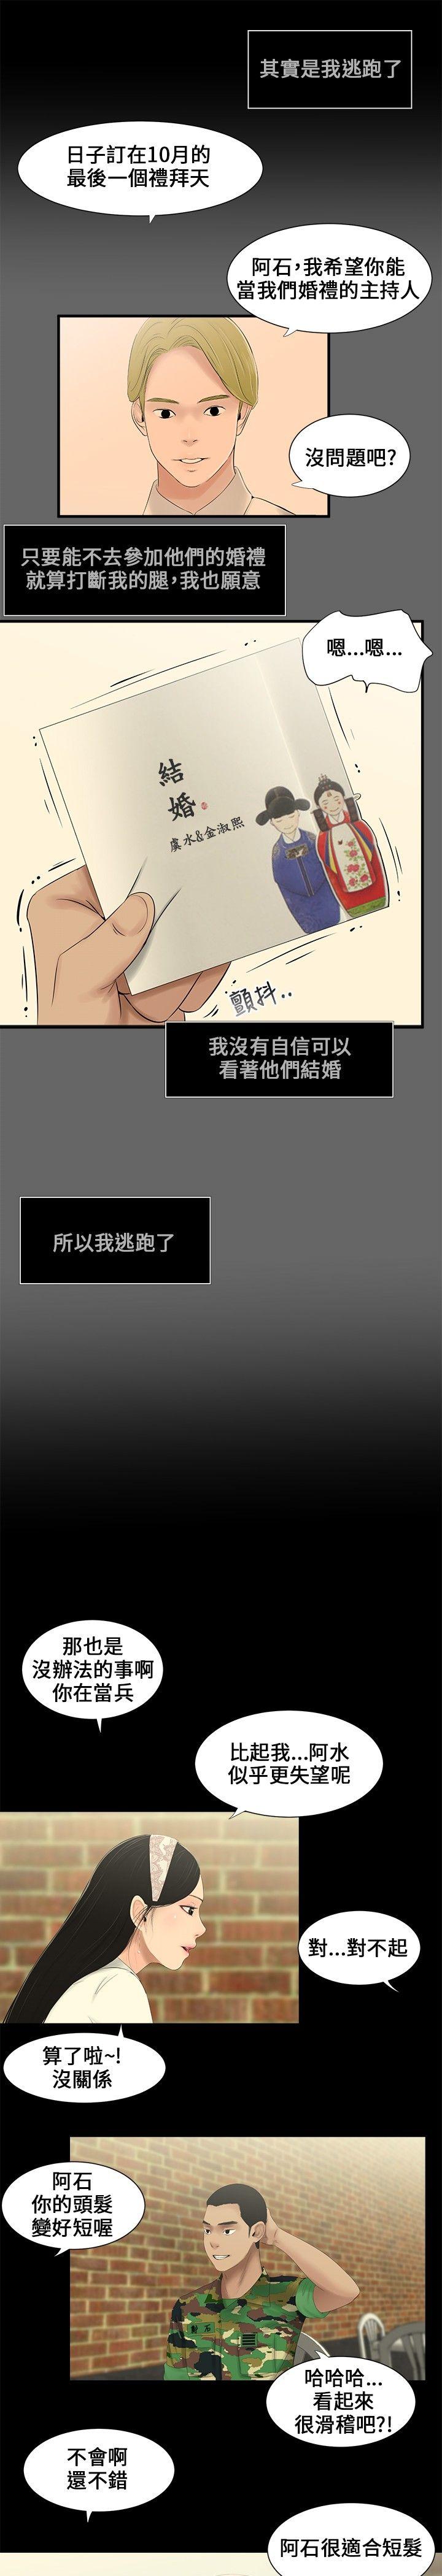 其實是我逃跑了
日子訂在10月的
最後一個禮拜天
阿石，我希望你能
當我們婚禮的主持人
沒問題吧?
只要能不去參加他們的婚禮
就算打斷我的腿，我也願意
嗯...嗯...
結
婚
虞水&金淑熙
顫抖..
我沒有自信可以
看著他們結婚
所以我逃跑了
那也是
沒辦法的事啊
你在當兵
比起我...阿水
似乎更失望呢
對...對不起
算了啦~!
沒關係
阿石
你的頭髮
變好短喔
哈哈哈...
看起來
很滑稽吧?!
不會啊
還不錯
阿石很適合短髮